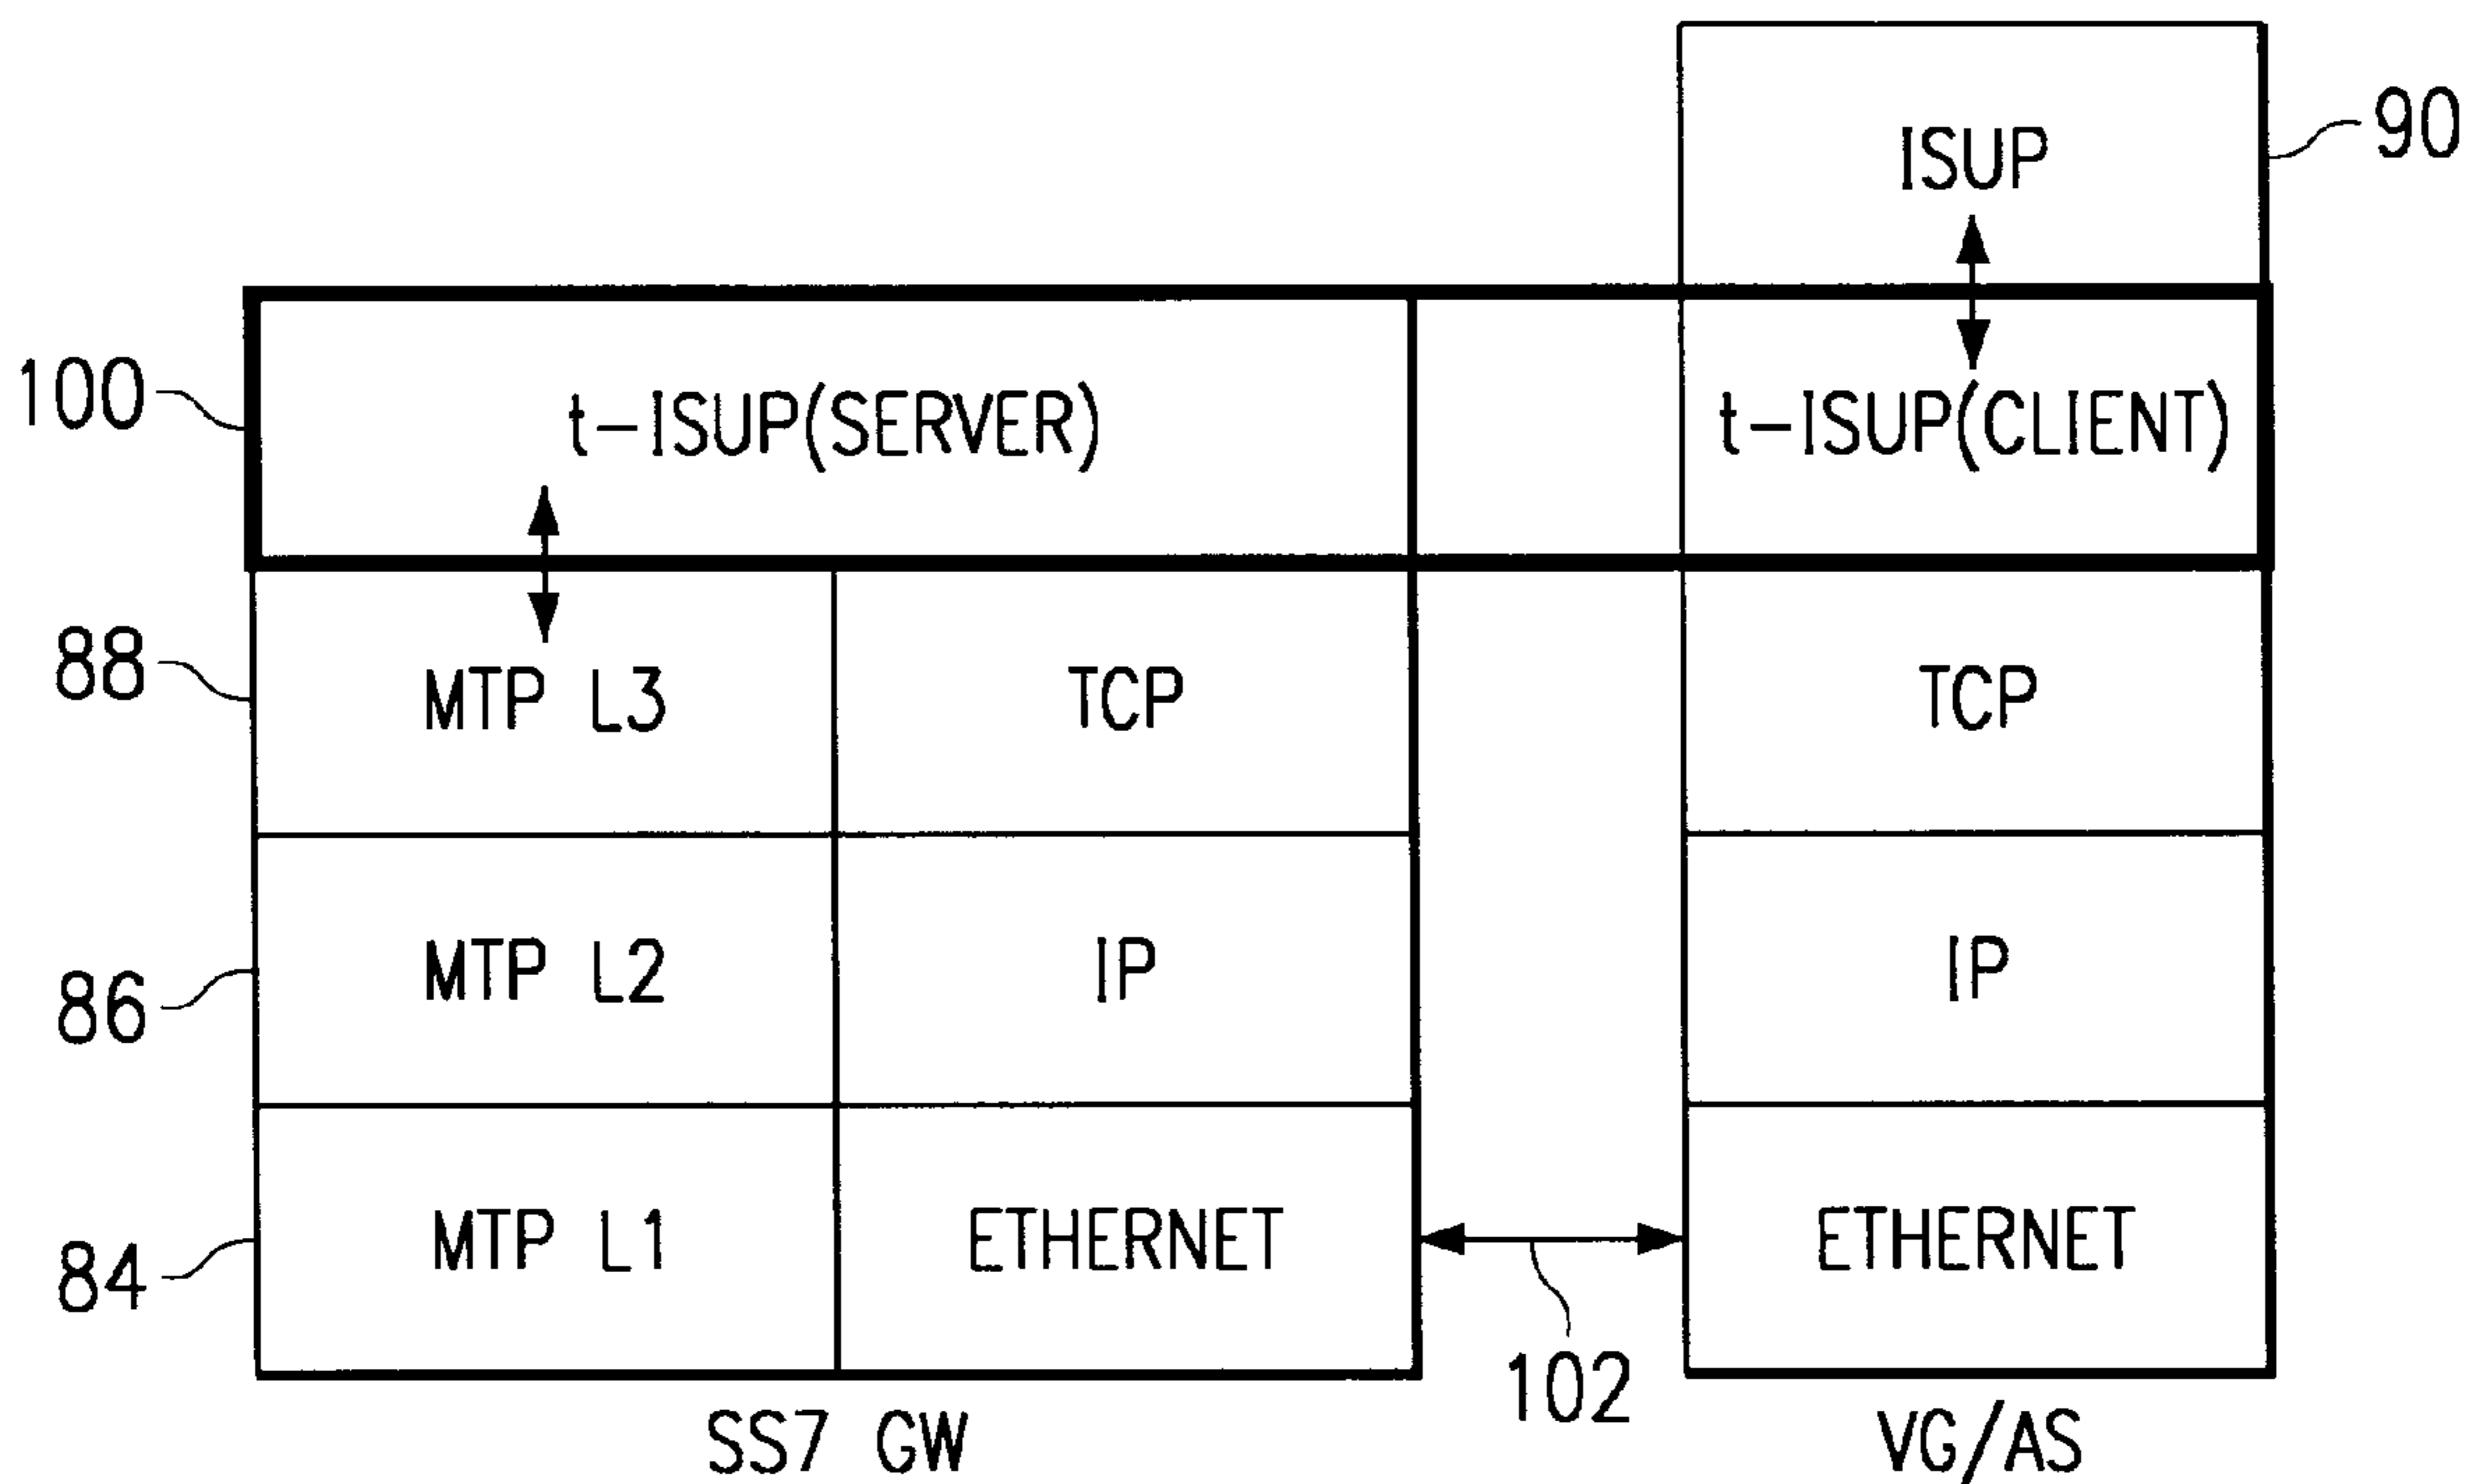 ISUP
90
100
t-ISUP(SERVER)
t-ISUP(CLIENT)
88
MTP L3
TCP
TCP
86
MTP L2
IP
IP
84
MTP L1
ETHERNET
ETHERNET
102
SS7 GW
VG/AS